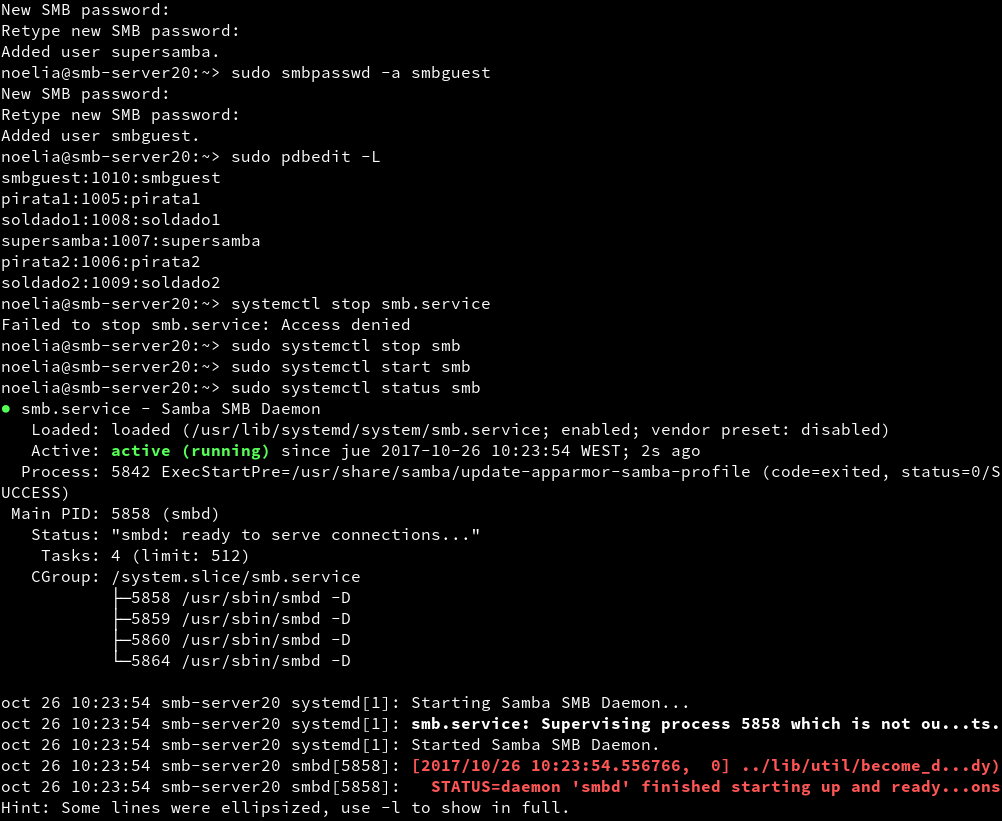 New SMB password:
Retype new SMB password:
Added user supersamba.
noelia@smb-server20:~> sudo smbpasswd -a smbguest
New SMB password:
Retype new SMB password:
Added user smbguest.
noelia@smb-server20:~> sudo pdbedit -L
smbguest:1010:smbguest
pirata1:1005:pirata1
soldado1:1008:soldado1
supersamba:1007:supersamba
pirata2:1006:pirata2
soldado2:1009:soldado2
noelia@smb-server20:~> systemctl stop smb.service
Failed to stop smb.service: Access denied
noelia@smb-server20:~> sudo systemctl stop smb
noelia@smb-server20:~> sudo systemctl start smb
noelia@smb-server20:~> sudo systemctl status smb
● smb.service - Samba SMB Daemon
   Loaded: loaded (/usr/lib/systemd/system/smb.service; enabled; vendor preset: disabled)
   Active: active (running) since jue 2017-10-26 10:23:54 WEST; 2s ago
  Process: 5842 ExecStartPre=/usr/share/samba/update-apparmor-samba-profile (code=exited, status=0/S
UCCESS)
 Main PID: 5858 (smbd)
   Status: "smbd: ready to serve connections..."
    Tasks: 4 (limit: 512)
   CGroup: /system.slice/smb.service
           ├─5858 /usr/sbin/smbd -D
           ├─5859 /usr/sbin/smbd -D
           ├─5860 /usr/sbin/smbd -D
           └─5864 /usr/sbin/smbd -D
oct 26 10:23:54 smb-server20 systemd[1]: Starting Samba SMB Daemon...
oct 26 10:23:54 smb-server20 systemd[1]: smb.service: Supervising process 5858 which is not ou...ts.
oct 26 10:23:54 smb-server20 systemd[1]: Started Samba SMB Daemon.
oct 26 10:23:54 smb-server20 smbd[5858]: [2017/10/26 10:23:54.556766,  0] ../lib/util/become_d...dy)
oct 26 10:23:54 smb-server20 smbd[5858]:   STATUS=daemon 'smbd' finished starting up and ready...ons
Hint: Some lines were ellipsized, use -l to show in full.